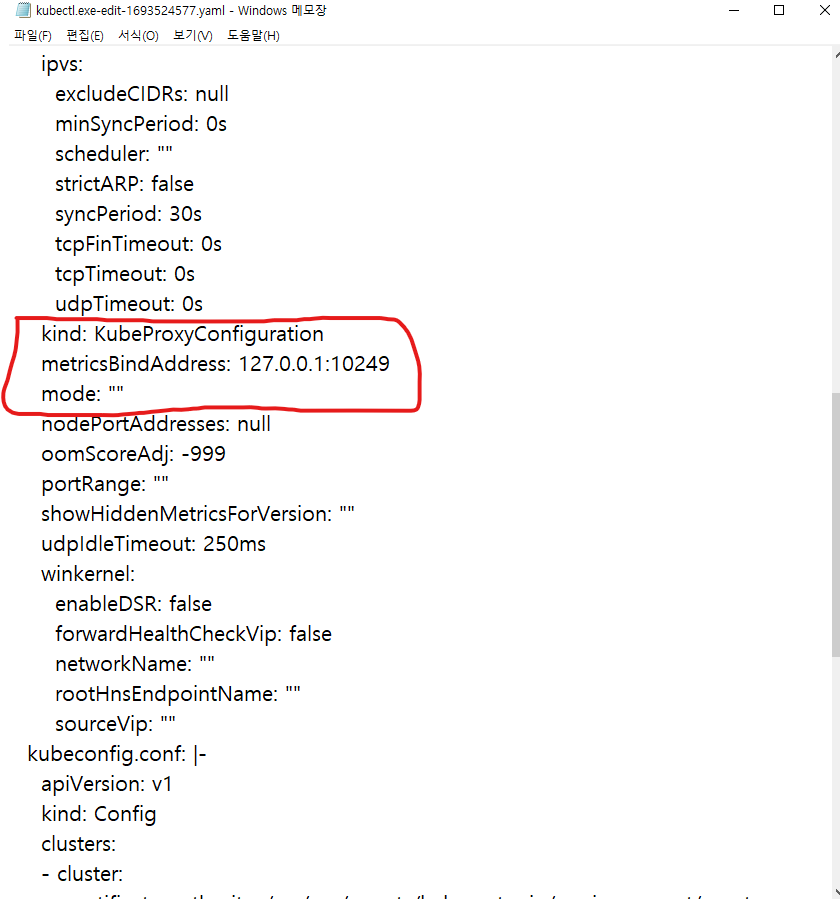 kubectl.exe-edit-1693524577.yaml - Windows 메모장
파일(F) 편집(E) 서식(O) 보기(V) 도움말(H)
ipvs:
excludeCIDRs: null
minSyncPeriod: 0s
scheduler: ""
strictARP: false
syncPeriod: 30s
tcpFinTimeout: 0s
tcpTimeout: 0s
udpTimeout: 0s
kind: KubeProxyConfiguration
metricsBindAddress: 127.0.0.1:10249
mode: ""
nodePortAddresses: null
oomScoreAdj: -999
portRange: ""
showHiddenMetricsForVersion: ""
udpIdleTimeout: 250ms
winkernel:
enableDSR: false
forwardHealthCheckVip: false
networkName: ""
rootHnsEndpointName: ""
sourceVip: ""
kubeconfig.conf: |-
apiVersion: v1
kind: Config
clusters:
- cluster: